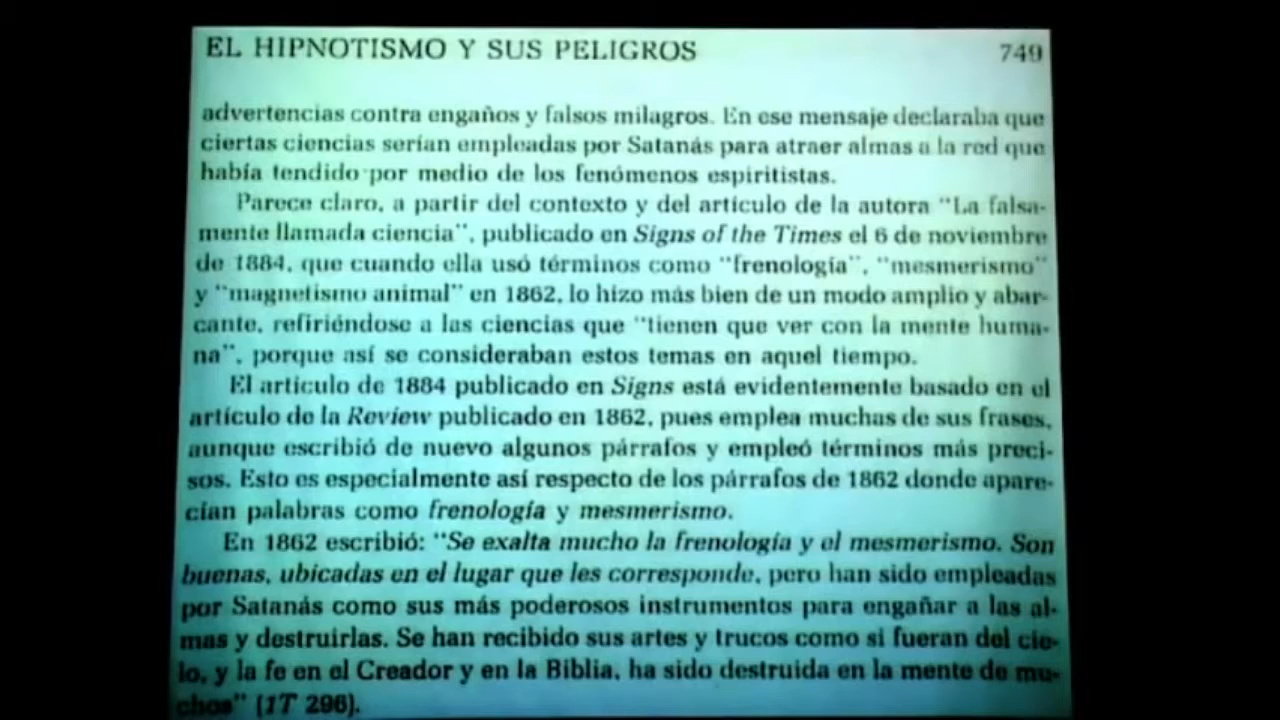 EL HIPNOTISMO Y SUS PELIGROS 749
advertencias contra engaños y falsos milagros. En ese mensaje declaraba que
ciertas ciencias serían empleadas por Satanás para atraer almas a la red que
había tendido por medio de los fenómenos espiritistas.
Parece claro, a partir del contexto y del artículo de la autora "La falsa-
mente llamada ciencia", publicado en Signs of the Times el 6 de noviembre
de 1884, que cuando ella usó términos como "frenología", "mesmerismo"
y "magnetismo animal" en 1862, lo hizo más bien de un modo amplio y abar-
cante, refiriéndose a las ciencias que "tienen que ver con la mente huma-
na", porque así se consideraban estos temas en aquel tiempo.
El artículo de 1884 publicado en Signs está evidentemente basado en el
artículo de la Review publicado en 1862, pues emplea muchas de sus frases,
aunque escribió de nuevo algunos párrafos y empleó términos más preci-
sos. Esto es especialmente así respecto de los párrafos de 1862 donde apare-
cían palabras como frenología y mesmerismo.
En 1862 escribió: "Se exalta mucho la frenología y el mesmerismo. Son
buenas, ubicadas en el lugar que les corresponde, pero han sido empleadas
por Satanás como sus más poderosos instrumentos para engañar a las al-
mas y destruirlas. Se han recibido sus artes y trucos como si fueran del cie-
lo, y la fe en el Creador y en la Biblia, ha sido destruida en la mente de mu-
chos" (1T 296).